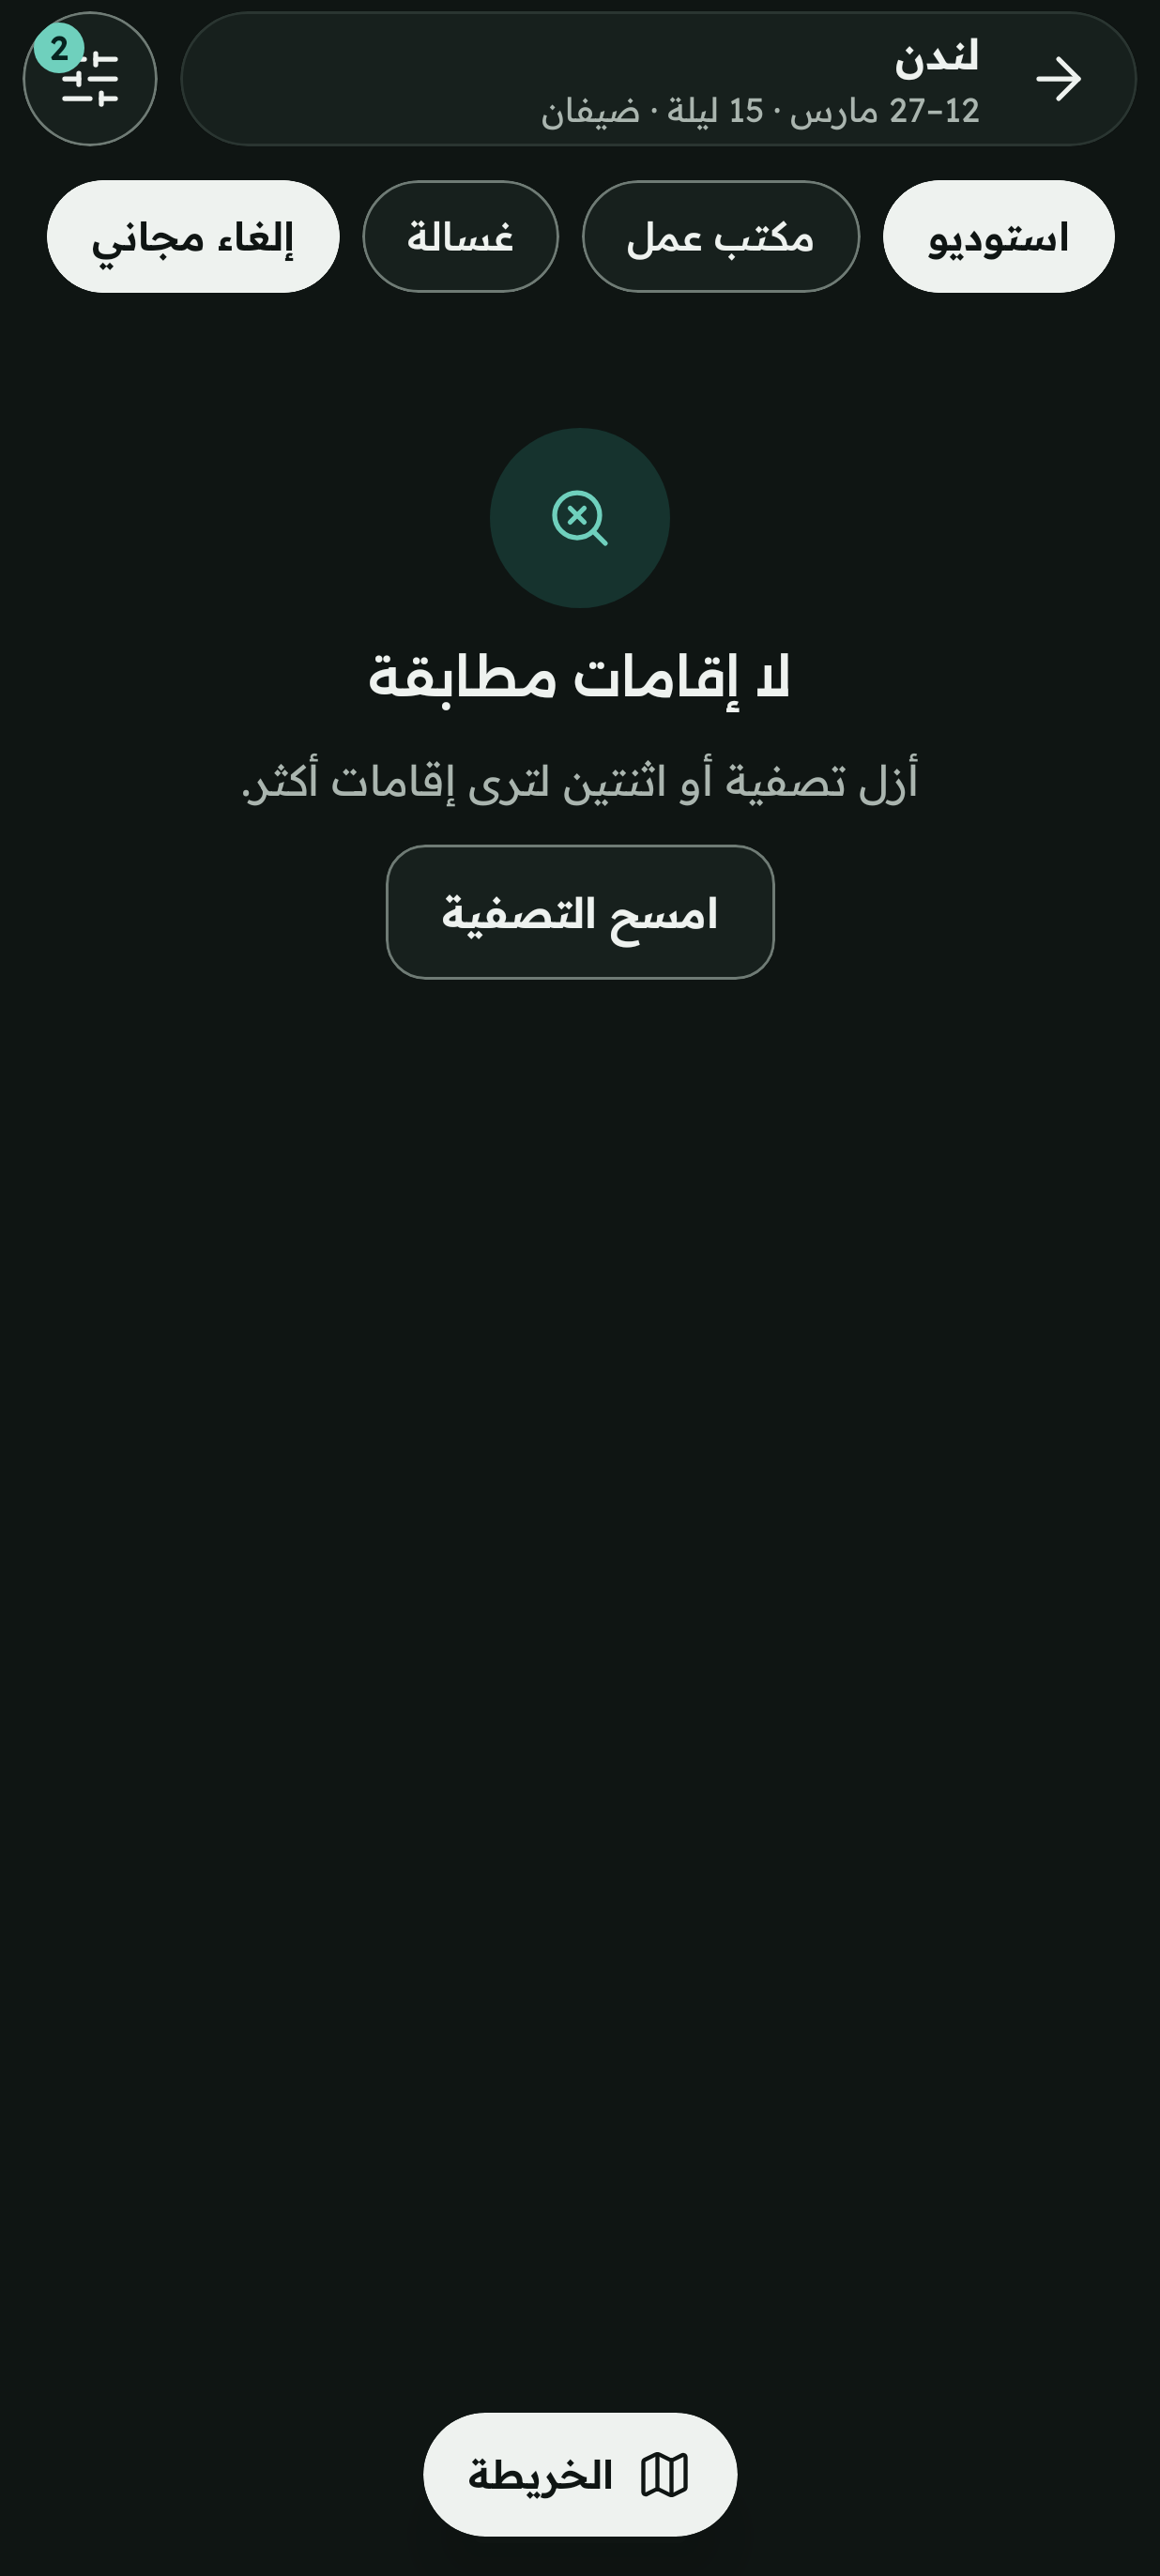 لندن
12–27 مارس · 15 ليلة · ضيفان
2
استوديو
مكتب عمل
غسالة
إلغاء مجاني
لا إقامات مطابقة
أزل تصفية أو اثنتين لترى إقامات أكثر.
امسح التصفية
الخريطة